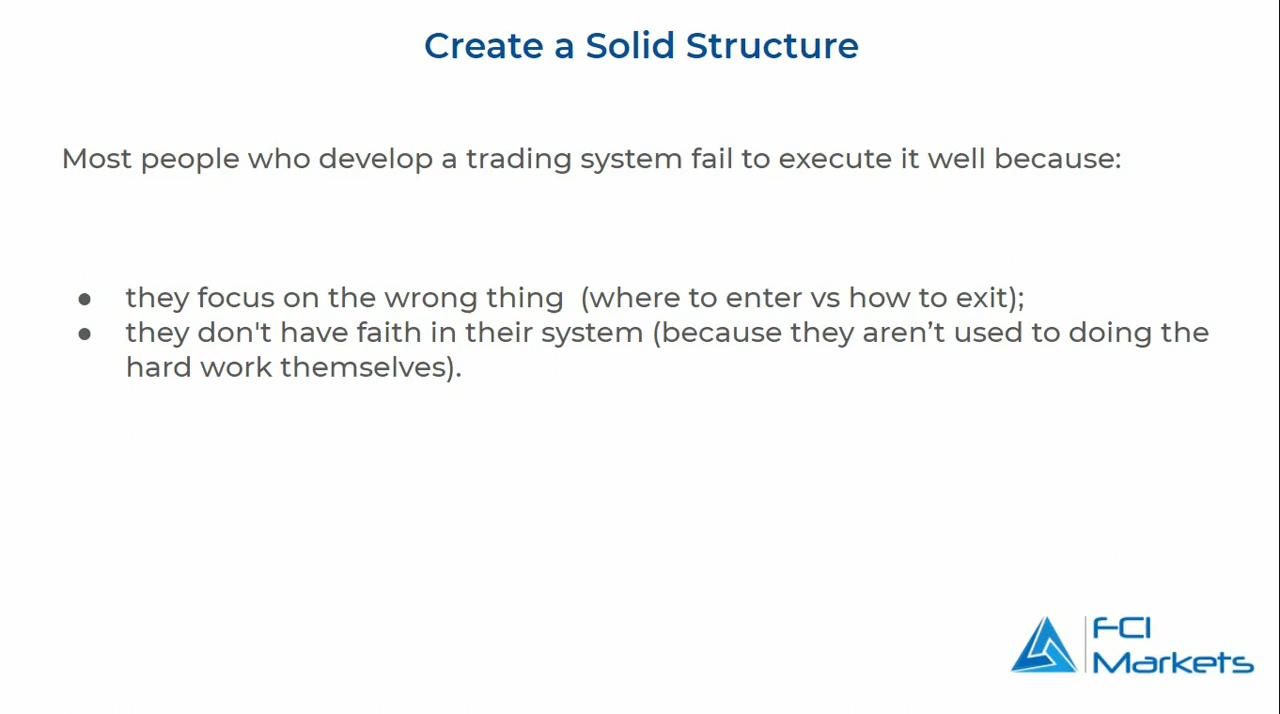 Create a Solid Structure
Most people who develop a trading system fail to execute it well because:
● they focus on the wrong thing  (where to enter vs how to exit);
● they don't have faith in their system (because they aren’t used to doing the
hard work themselves).
FCI
Markets